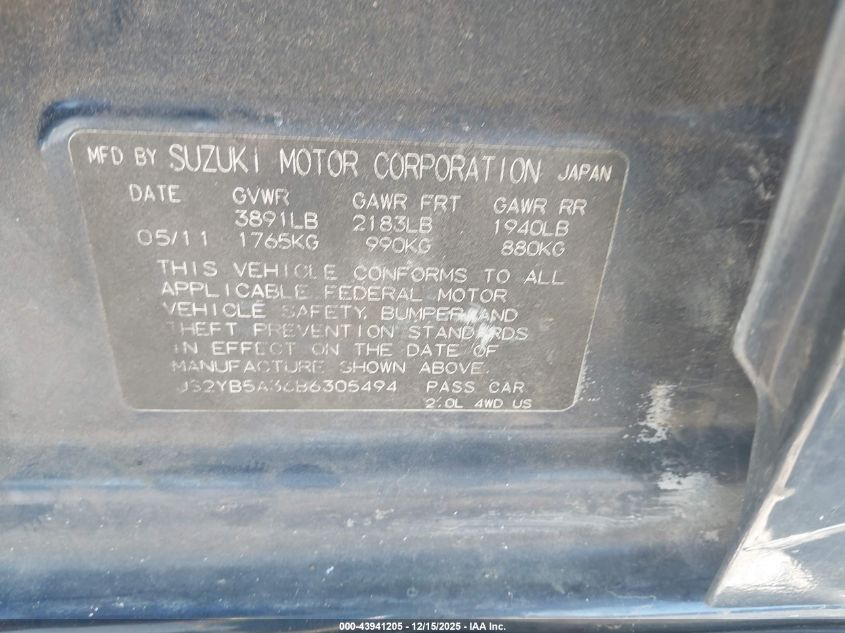 MFD BY SUZUKI MOTOR CORPORATION JAPAN
DATE GVWR GAWR FRT GAWR RR
3891LB 2183LB 1940LB
05/11 1765KG 990KG 880KG
THIS VEHICLE CONFORMS TO ALL
APPLICABLE FEDERAL MOTOR
VEHICLE SAFETY, BUMPER, AND
THEFT PREVENTION STANDARDS
IN EFFECT ON THE DATE OF
MANUFACTURE SHOWN ABOVE.
JS2YB5A36B6305494 PASS CAR
2.0L 4WD US
000-43941205 - 12/15/2025 - IAA Inc.